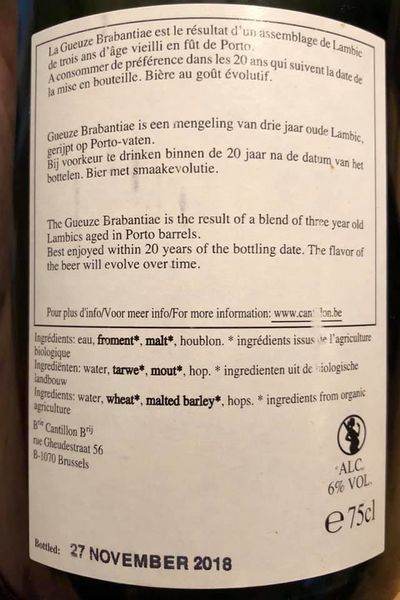 La Gueuze Brabantiae est le résultat d'un assemblage de Lambic
de trois ans d'âge vieilli en fût de Porto.
A consommer de préférence dans les 20 ans qui suivent la date de
la mise en bouteille. Bière au goût évolutif.
Gueuze Brabantiae is een mengeling van drie jaar oude Lambic,
gerijpt op Porto-vaten.
Bij voorkeur te drinken binnen de 20 jaar na de datum van het
bottelen. Bier met smaakevolutie.
The Gueuze Brabantiae is the result of a blend of three year old
Lambics aged in Porto barrels.
Best enjoyed within 20 years of the bottling date. The flavor of
the beer will evolve over time.
Pour plus d'info/Voor meer info/For more information: www.cantillon.be
Ingrédients: eau, froment*, malt*, houblon. * ingrédients issus de l'agriculture
biologique
Ingrediënten: water, tarwe*, mout*, hop. * ingredienten uit de biologische
landbouw
Ingredients: water, wheat*, malted barley*, hops. * ingredients from organic
agriculture
Brie Cantillon Brij
rue Gheudestraat 56
B-1070 Brussels
ALC.
6% VOL.
e 75cl
Bottled: 27 NOVEMBER 2018